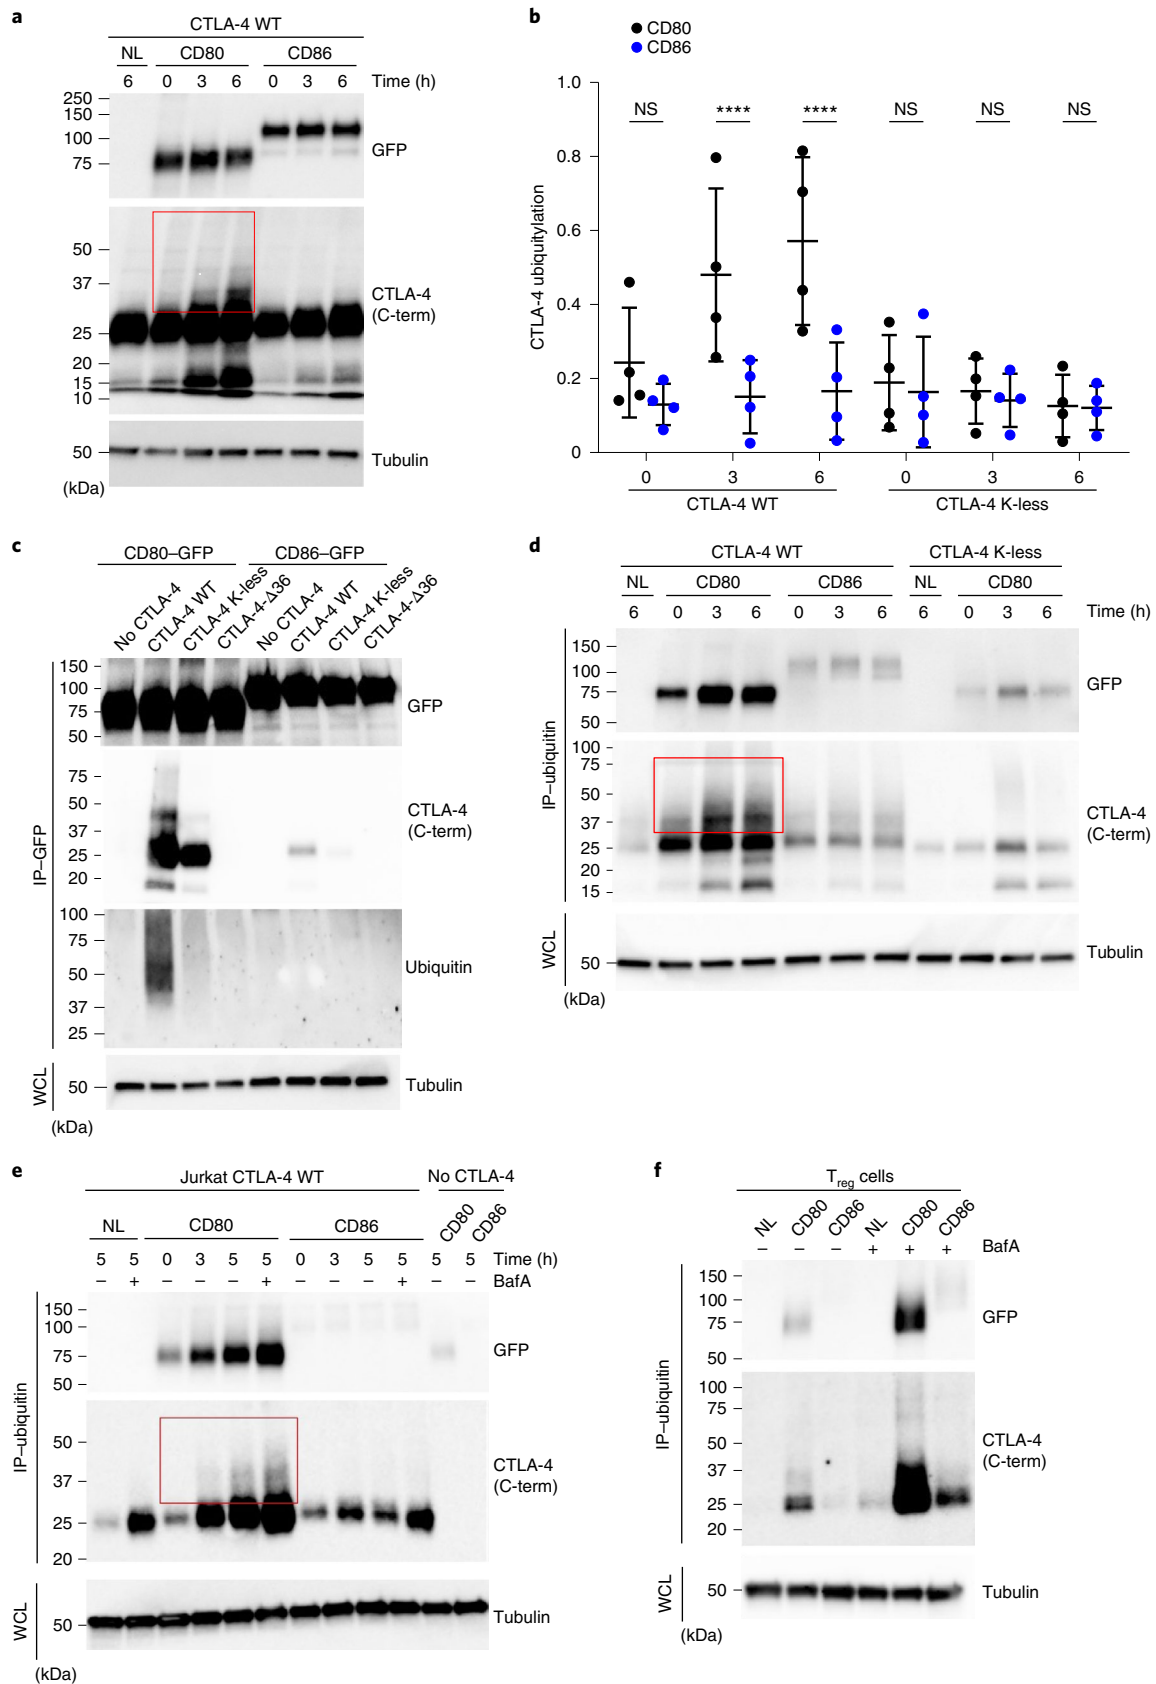 a
CTLA-4 WT
NL CD80 CD86
6 0 3 6 0 3 6 Time (h)
250
150
100
75
GFP
50
37
25
20
15
10
CTLA-4
(C-term)
50
Tubulin
(kDa)
b
CD80
CD86
1.0
0.8
0.6
0.4
0.2
0
CTLA-4 ubiquitylation
NS **** **** NS NS NS
0 3 6 0 3 6
CTLA-4 WT CTLA-4 K-less
c
CD80–GFP CD86–GFP
No CTLA-4 CTLA-4 WT CTLA-4 K-less CTLA-4-Δ36 No CTLA-4 CTLA-4 WT CTLA-4 K-less CTLA-4-Δ36
IP–GFP
150
100
75
50
GFP
75
50
37
25
20
CTLA-4
(C-term)
100
75
50
37
25
Ubiquitin
WCL
50
Tubulin
(kDa)
d
CTLA-4 WT CTLA-4 K-less
NL CD80 CD86 NL CD80
6 0 3 6 0 3 6 6 0 3 6 Time (h)
IP–ubiquitin
150
100
75
50
GFP
100
75
50
37
25
20
15
CTLA-4
(C-term)
WCL
50
Tubulin
(kDa)
e
Jurkat CTLA-4 WT No CTLA-4
NL CD80 CD86 CD80 CD86
5 5 0 3 5 5 0 3 5 5 5 5 Time (h)
– + – – – + – – – + – – BafA
IP–ubiquitin
150
100
75
50
GFP
50
37
25
20
CTLA-4
(C-term)
WCL
50
Tubulin
(kDa)
f
Treg cells
NL CD80 CD86 NL CD80 CD86
– – – + + + BafA
IP–ubiquitin
150
100
75
50
GFP
100
75
50
37
25
20
CTLA-4
(C-term)
WCL
50
Tubulin
(kDa)